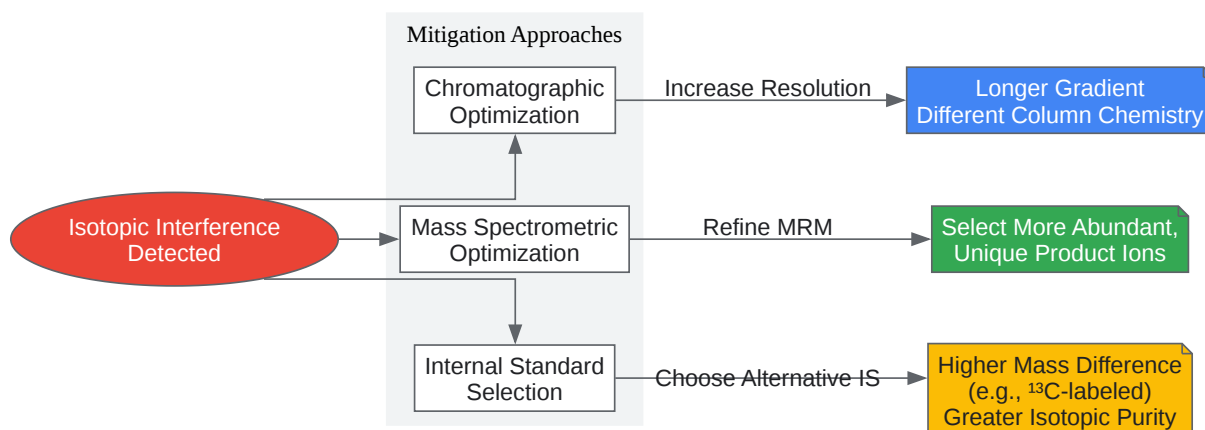 Mitigation Approaches
Chromatographic
Optimization
Increase Resolution
Longer Gradient
Different Column Chemistry
Isotopic Interference
Detected
Mass Spectrometric
Optimization
Refine MRM
Select More Abundant,
Unique Product Ions
Internal Standard
Selection
Choose Alternative IS
Higher Mass Difference
(e.g., ¹³C-labeled)
Greater Isotopic Purity